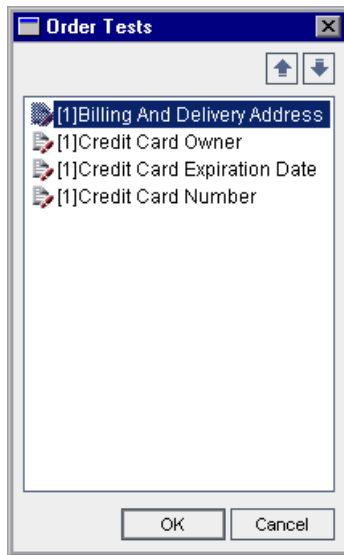 Order Tests
[1]Billing And Delivery Address
[1]Credit Card Owner
[1]Credit Card Expiration Date
[1]Credit Card Number
OK Cancel